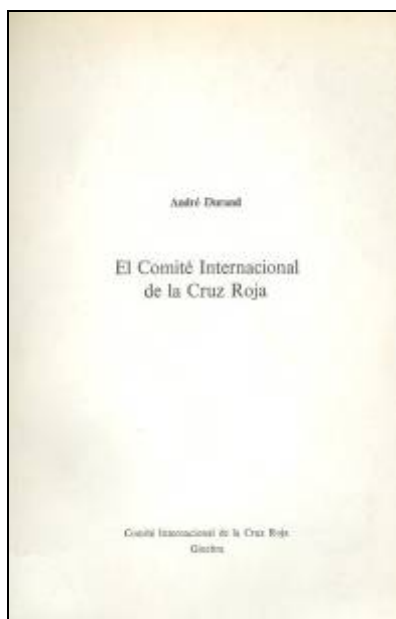 André Durand
El Comité Internacional
de la Cruz Roja
Comité Internacional de la Cruz Roja
Ginebra